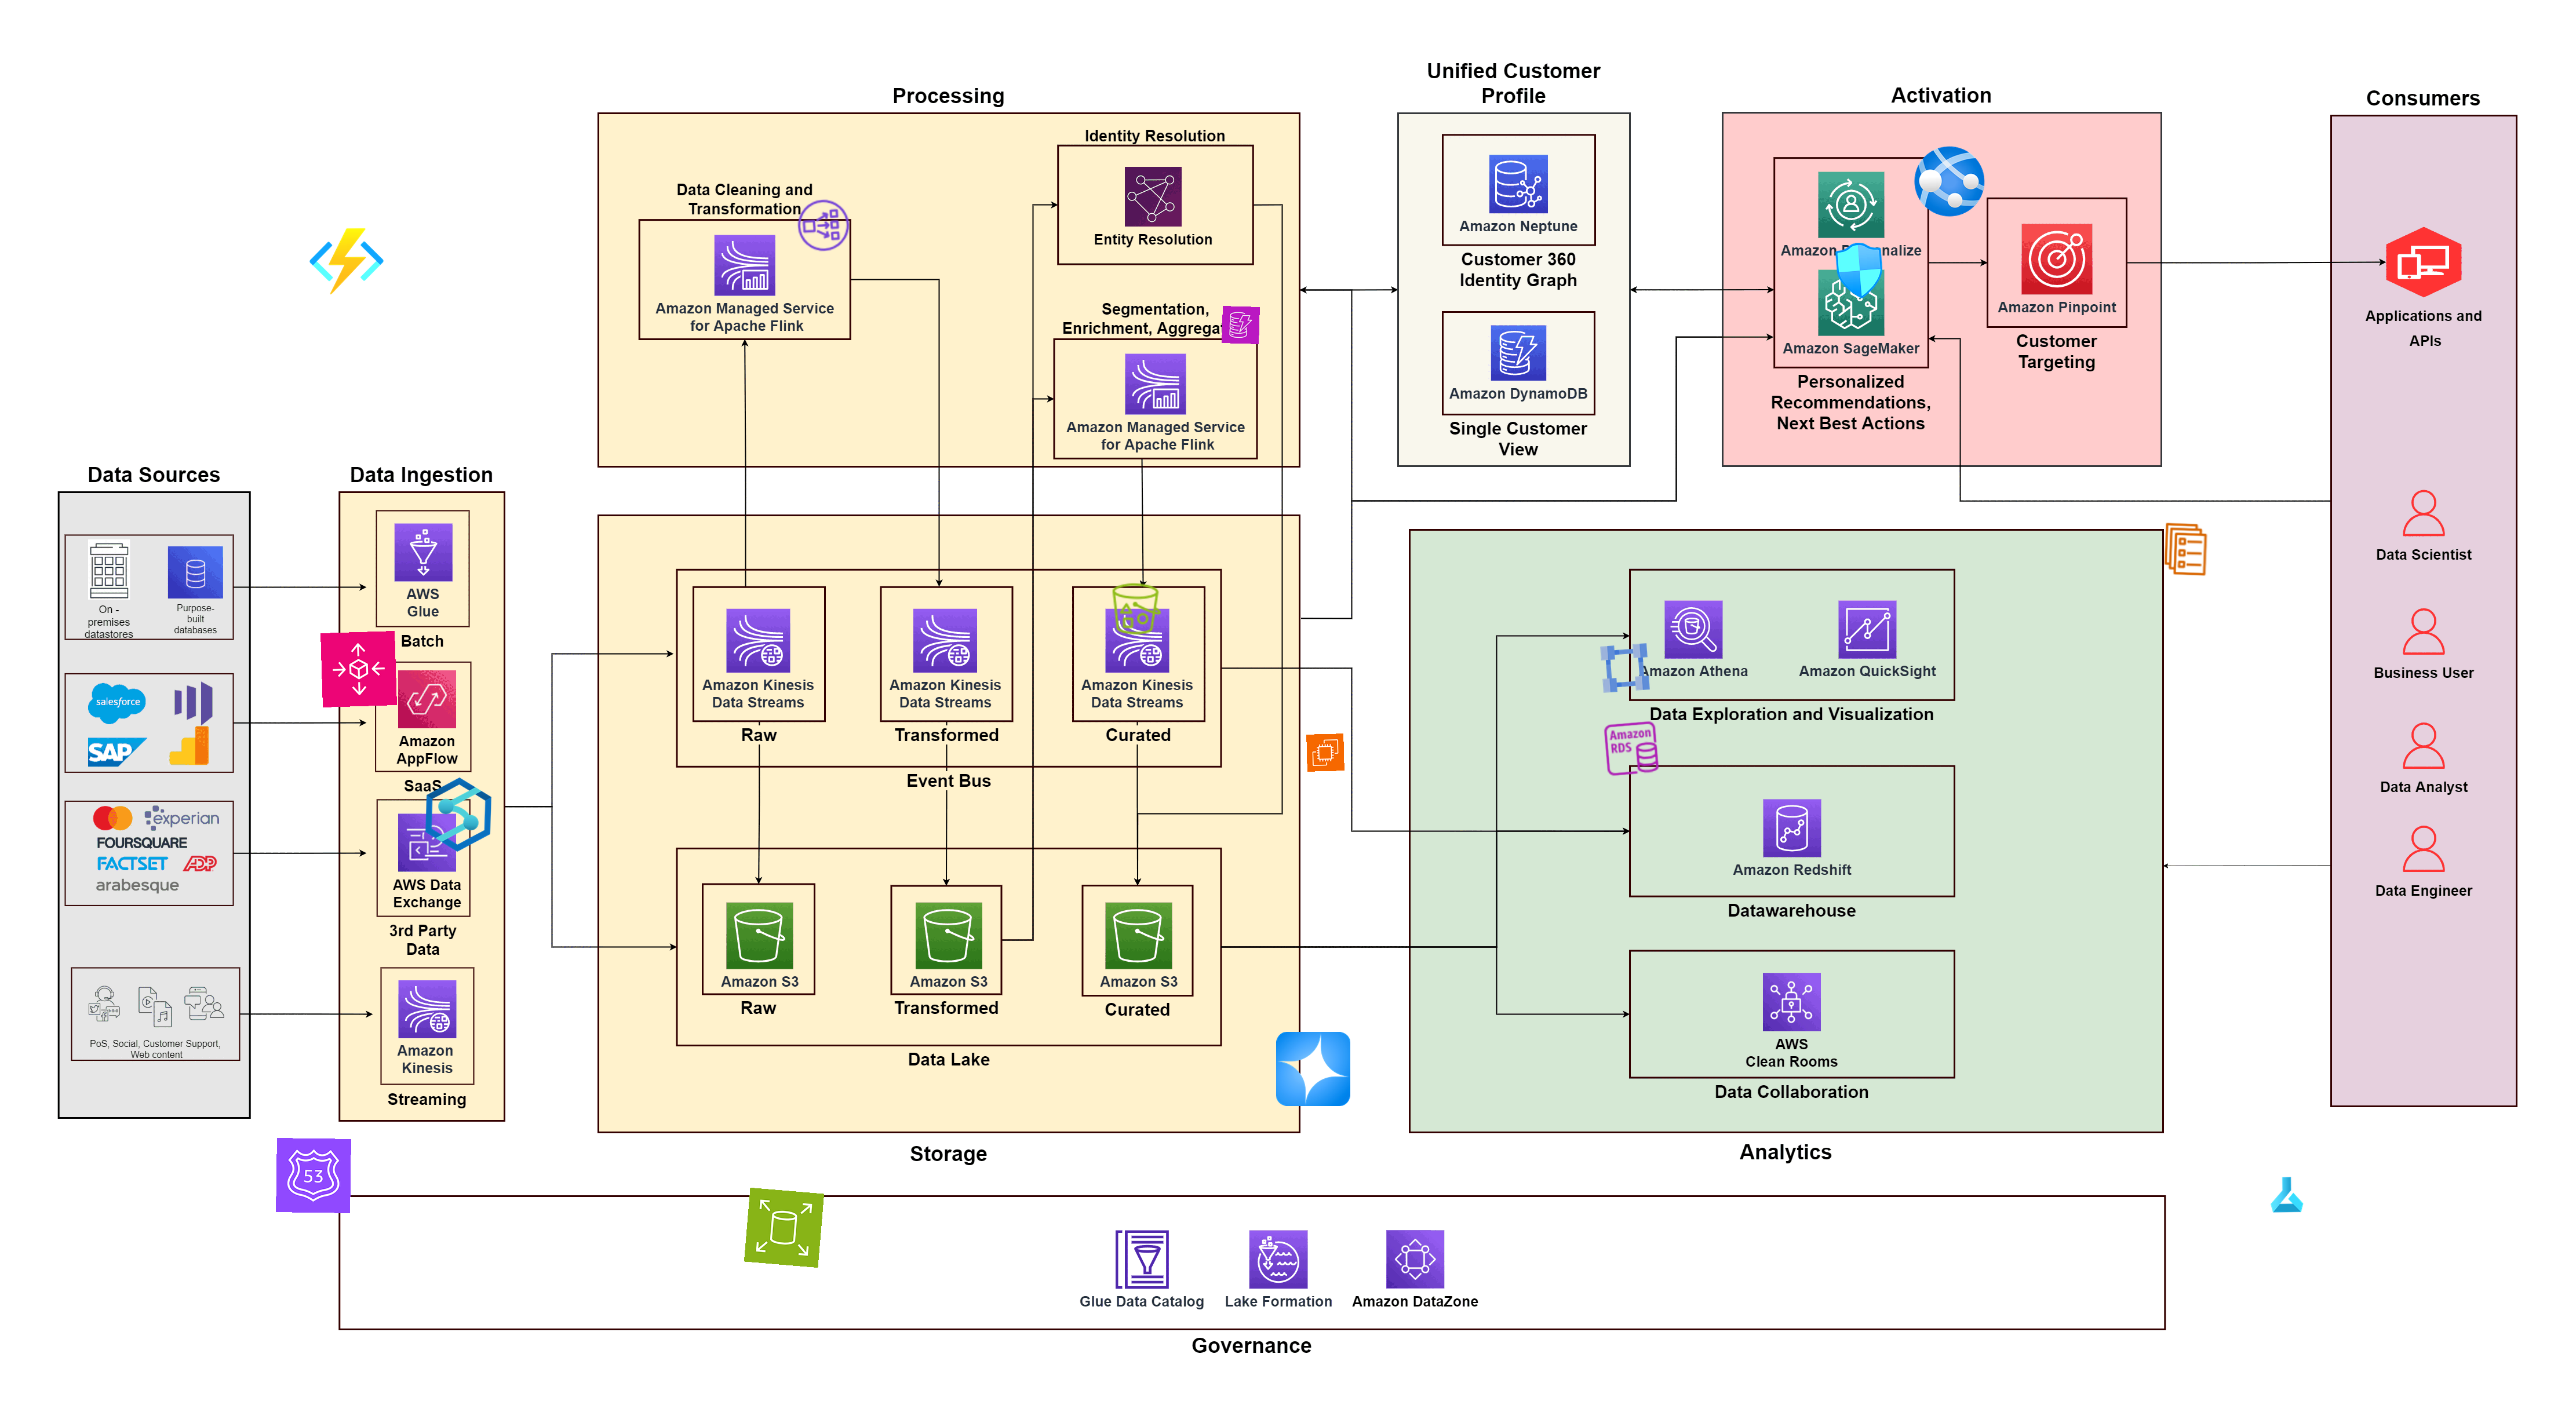 Processing
Unified Customer
Profile
Activation
Consumers
Identity Resolution
Entity Resolution
Data Cleaning and
Transformation
Amazon Managed Service
for Apache Flink
Segmentation,
Enrichment, Aggregat
Amazon Managed Service
for Apache Flink
Amazon Neptune
Customer 360
Identity Graph
Amazon DynamoDB
Single Customer
View
Amazon
Amazon SageMaker
Personalized
Recommendations,
Next Best Actions
Amazon Pinpoint
Customer
Targeting
Applications and
APIs
Data Scientist
Business User
Data Analyst
Data Engineer
Data Sources
On -
premises
datastores
Purpose-
built
databases
salesforce
SAP
experian
FOURSQUARE
FACTSET
ADP
arabesque
PoS, Social, Customer Support,
Web content
Data Ingestion
AWS
Glue
Batch
Amazon
AppFlow
SaaS
AWS Data
Exchange
3rd Party
Data
Amazon
Kinesis
Streaming
Amazon Kinesis
Data Streams
Raw
Amazon Kinesis
Data Streams
Transformed
Amazon Kinesis
Data Streams
Curated
Event Bus
Amazon S3
Raw
Amazon S3
Transformed
Amazon S3
Curated
Data Lake
Storage
Amazon Athena
Amazon QuickSight
Data Exploration and Visualization
Amazon
RDS
Amazon Redshift
Datawarehouse
AWS
Clean Rooms
Data Collaboration
Analytics
53
Glue Data Catalog
Lake Formation
Amazon DataZone
Governance